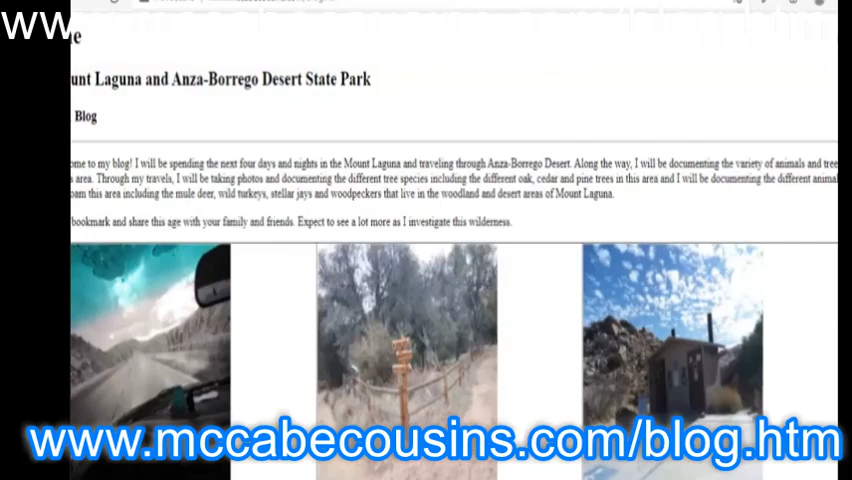 ne
unt Laguna and Anza-Borrego Desert State Park
Blog
ome to my blog! I will be spending the next four days and nights in the Mount Laguna and traveling through Anza-Borrego Desert. Along the way, I will be documenting the variety of animals and tree
s area. Through my travels, I will be taking photos and documenting the different tree species including the different oak, cedar and pine trees in this area and I will be documenting the different animal
oam this area including the mule deer, wild turkeys, stellar jays and woodpeckers that live in the woodland and desert areas of Mount Laguna.
bookmark and share this age with your family and friends. Expect to see a lot more as I investigate this wilderness.
www.mccabecousins.com/blog.htm